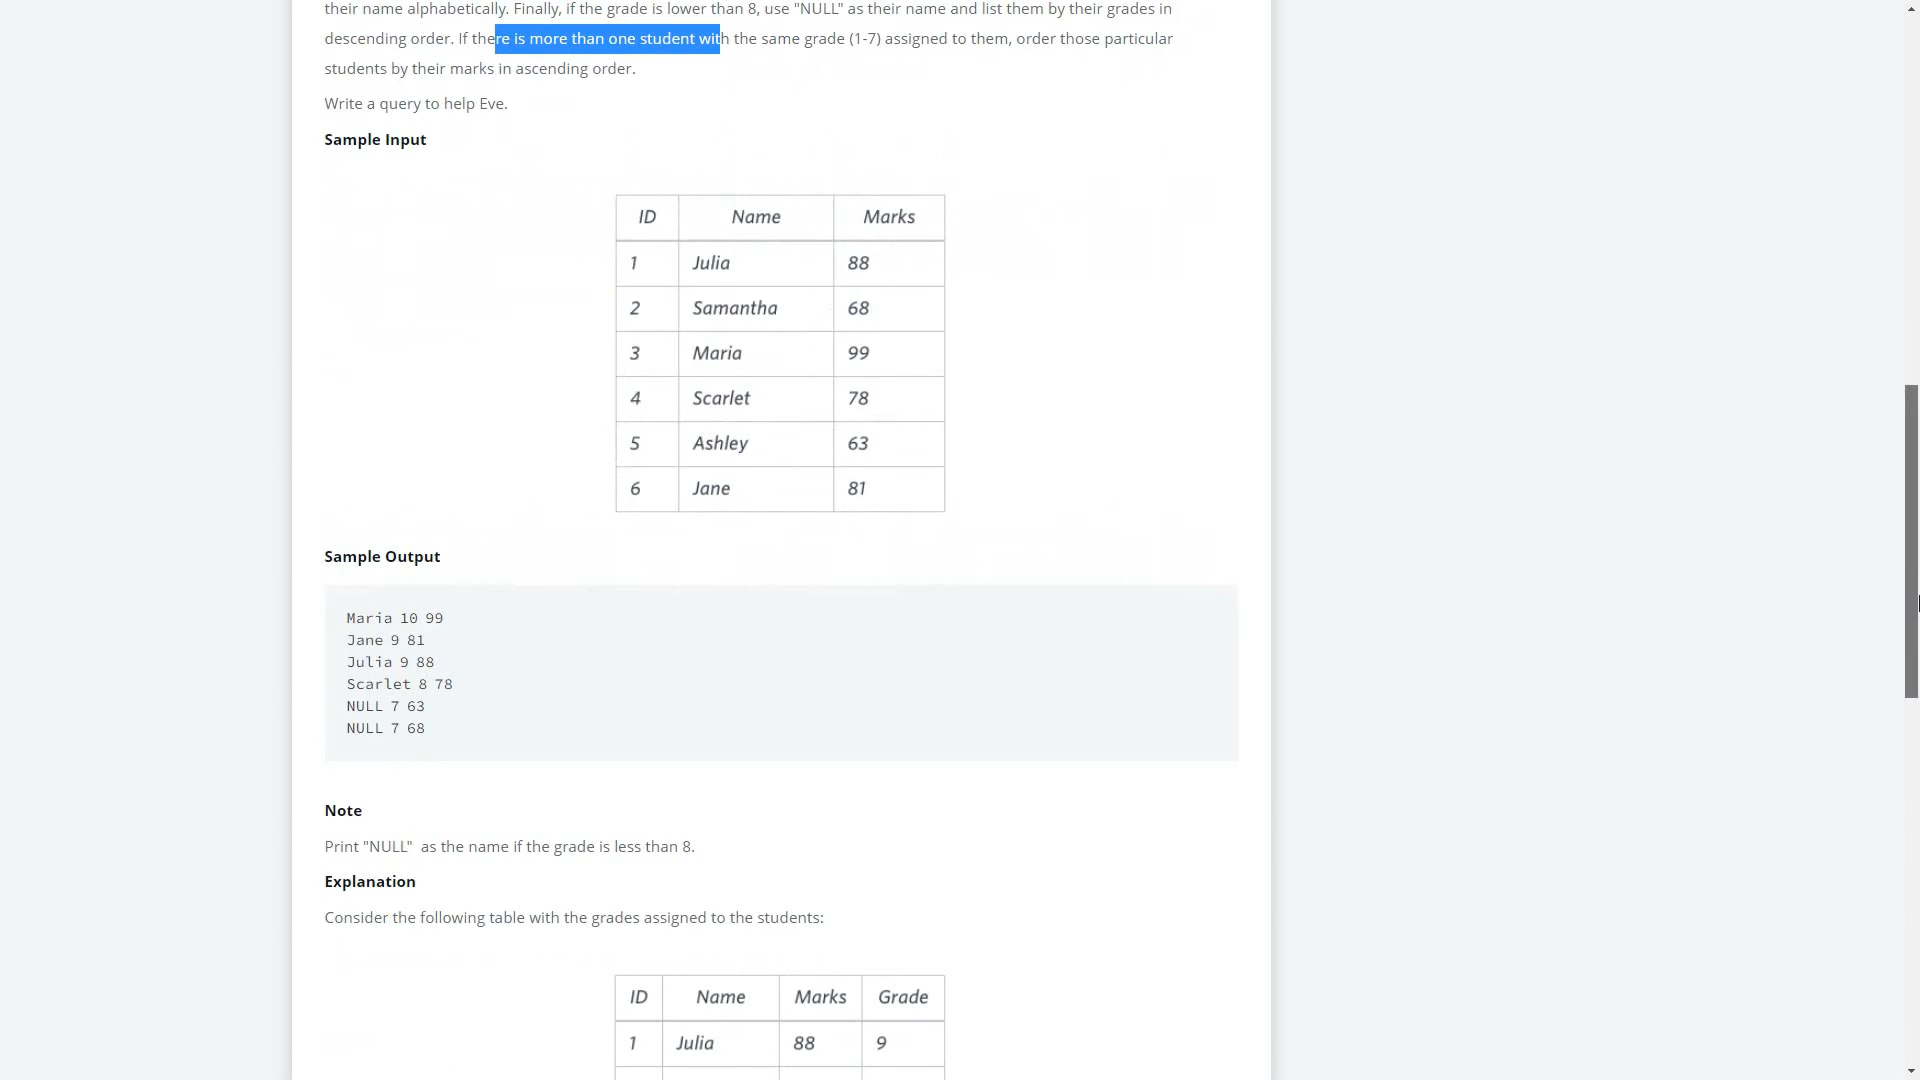 their name alphabetically. Finally, if the grade is lower than 8, use "NULL" as their name and list them by their grades in
descending order. If there is more than one student with the same grade (1-7) assigned to them, order those particular
students by their marks in ascending order.
Write a query to help Eve.
Sample Input
ID Name Marks
1 Julia 88
2 Samantha 68
3 Maria 99
4 Scarlet 78
5 Ashley 63
6 Jane 81
Sample Output
Maria 10 99
Jane 9 81
Julia 9 88
Scarlet 8 78
NULL 7 63
NULL 7 68
Note
Print "NULL"  as the name if the grade is less than 8.
Explanation
Consider the following table with the grades assigned to the students:
ID Name Marks Grade
1 Julia 88 9